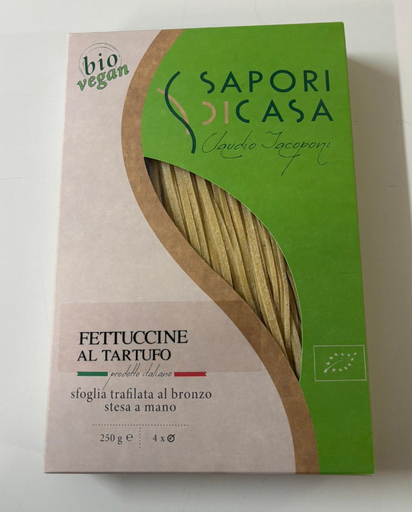 bio
vegan
SAPORI
DICASA
Claudio Jacoponi
FETTUCCINE
AL TARTUFO
prodotto italiano
sfoglia trafilata al bronzo
stesa a mano
250 g ℮ 4 x